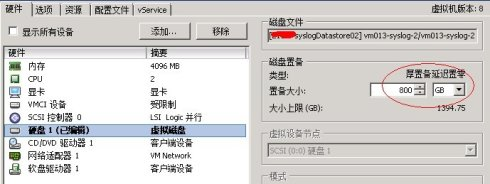 硬件 选项 资源 配置文件 vService 虚拟机版本: 8
显示所有设备 添加... 移除
硬件 摘要
内存 4096 MB
CPU 2
显卡 显卡
VMCI 设备 受限制
SCSI 控制器 0 LSI Logic 并行
硬盘 1 (已编辑) 虚拟磁盘
CD/DVD 驱动器 1 客户端设备
网络适配器 1 VM Network
软盘驱动器 1 客户端设备
磁盘文件
syslogDatastore02] vm013-syslog-2/vm013-syslog-2
磁盘置备
类型: 厚置备延迟置零
置备大小: 800 GB
大小上限 (GB): 1394.75
虚拟设备节点
SCSI (0:0) 硬盘 1
模式